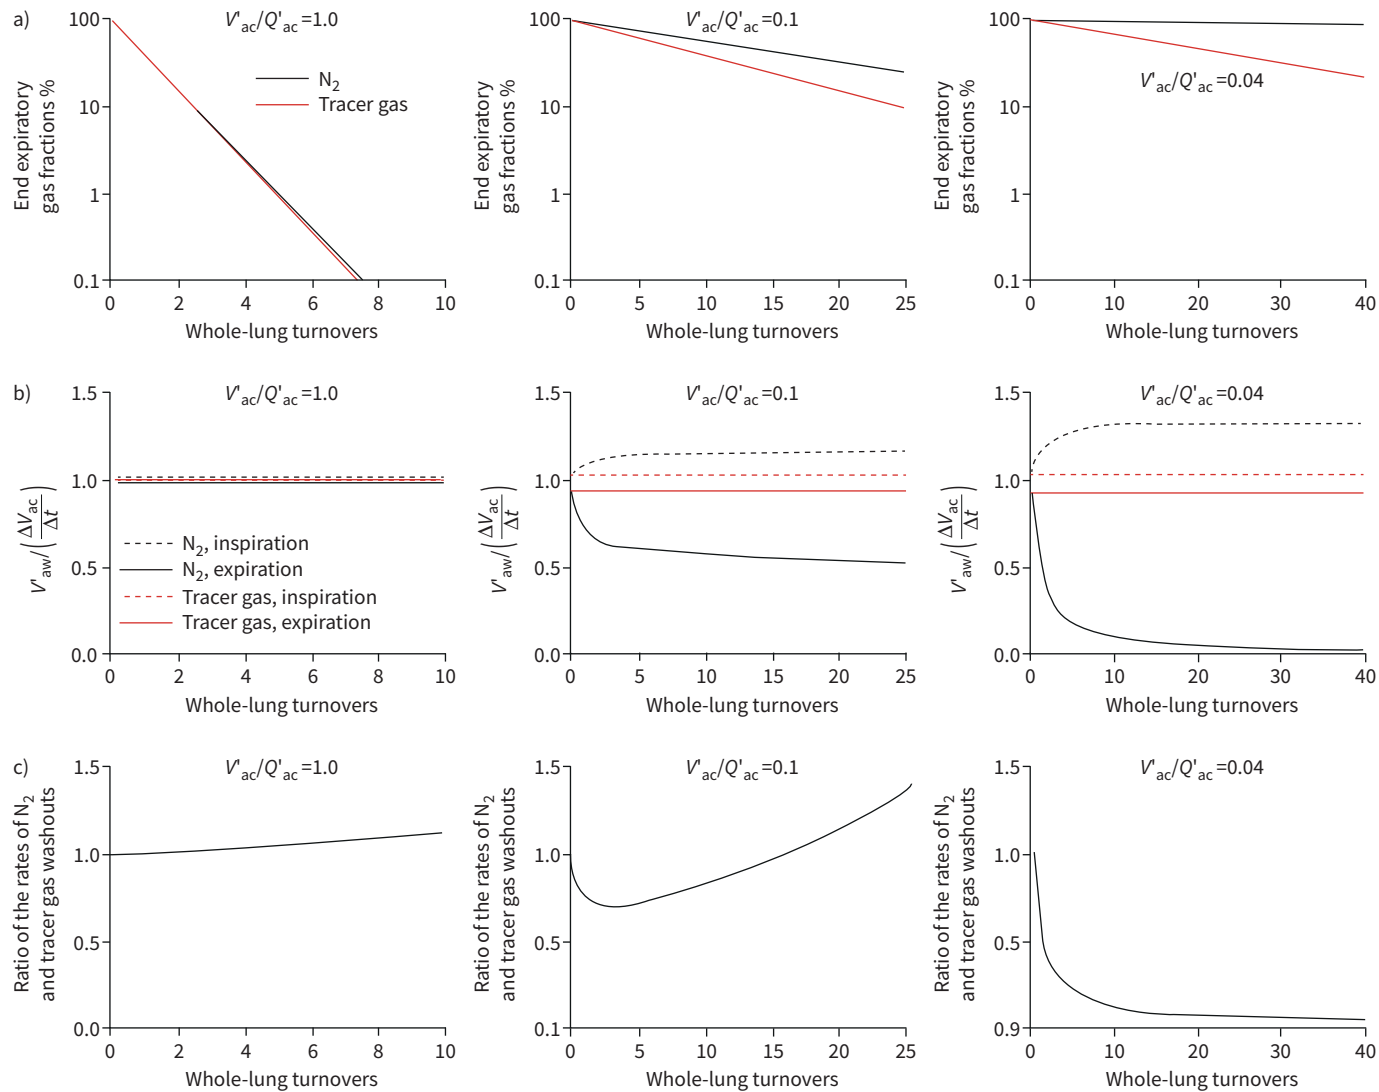 a)
V'ac/Q'ac=1.0
100
10
1
0.1
End expiratory
gas fractions %
N2
Tracer gas
0 2 4 6 8 10
Whole-lung turnovers
V'ac/Q'ac=0.1
100
10
1
0.1
End expiratory
gas fractions %
0 5 10 15 20 25
Whole-lung turnovers
V'ac/Q'ac=0.04
100
10
1
0.1
End expiratory
gas fractions %
0 10 20 30 40
Whole-lung turnovers
b)
V'ac/Q'ac=1.0
1.5
1.0
0.5
0.0
V'aw/(ΔVac/Δt)
N2, inspiration
N2, expiration
Tracer gas, inspiration
Tracer gas, expiration
0 2 4 6 8 10
Whole-lung turnovers
V'ac/Q'ac=0.1
1.5
1.0
0.5
0.0
V'aw/(ΔVac/Δt)
0 5 10 15 20 25
Whole-lung turnovers
V'ac/Q'ac=0.04
1.5
1.0
0.5
0.0
V'aw/(ΔVac/Δt)
0 10 20 30 40
Whole-lung turnovers
c)
V'ac/Q'ac=1.0
1.5
1.0
0.5
0.0
Ratio of the rates of N2
and tracer gas washouts
0 2 4 6 8 10
Whole-lung turnovers
V'ac/Q'ac=0.1
1.5
1.0
0.5
0.1
Ratio of the rates of N2
and tracer gas washouts
0 5 10 15 20 25
Whole-lung turnovers
V'ac/Q'ac=0.04
1.5
1.0
0.5
0.9
Ratio of the rates of N2
and tracer gas washouts
0 10 20 30 40
Whole-lung turnovers